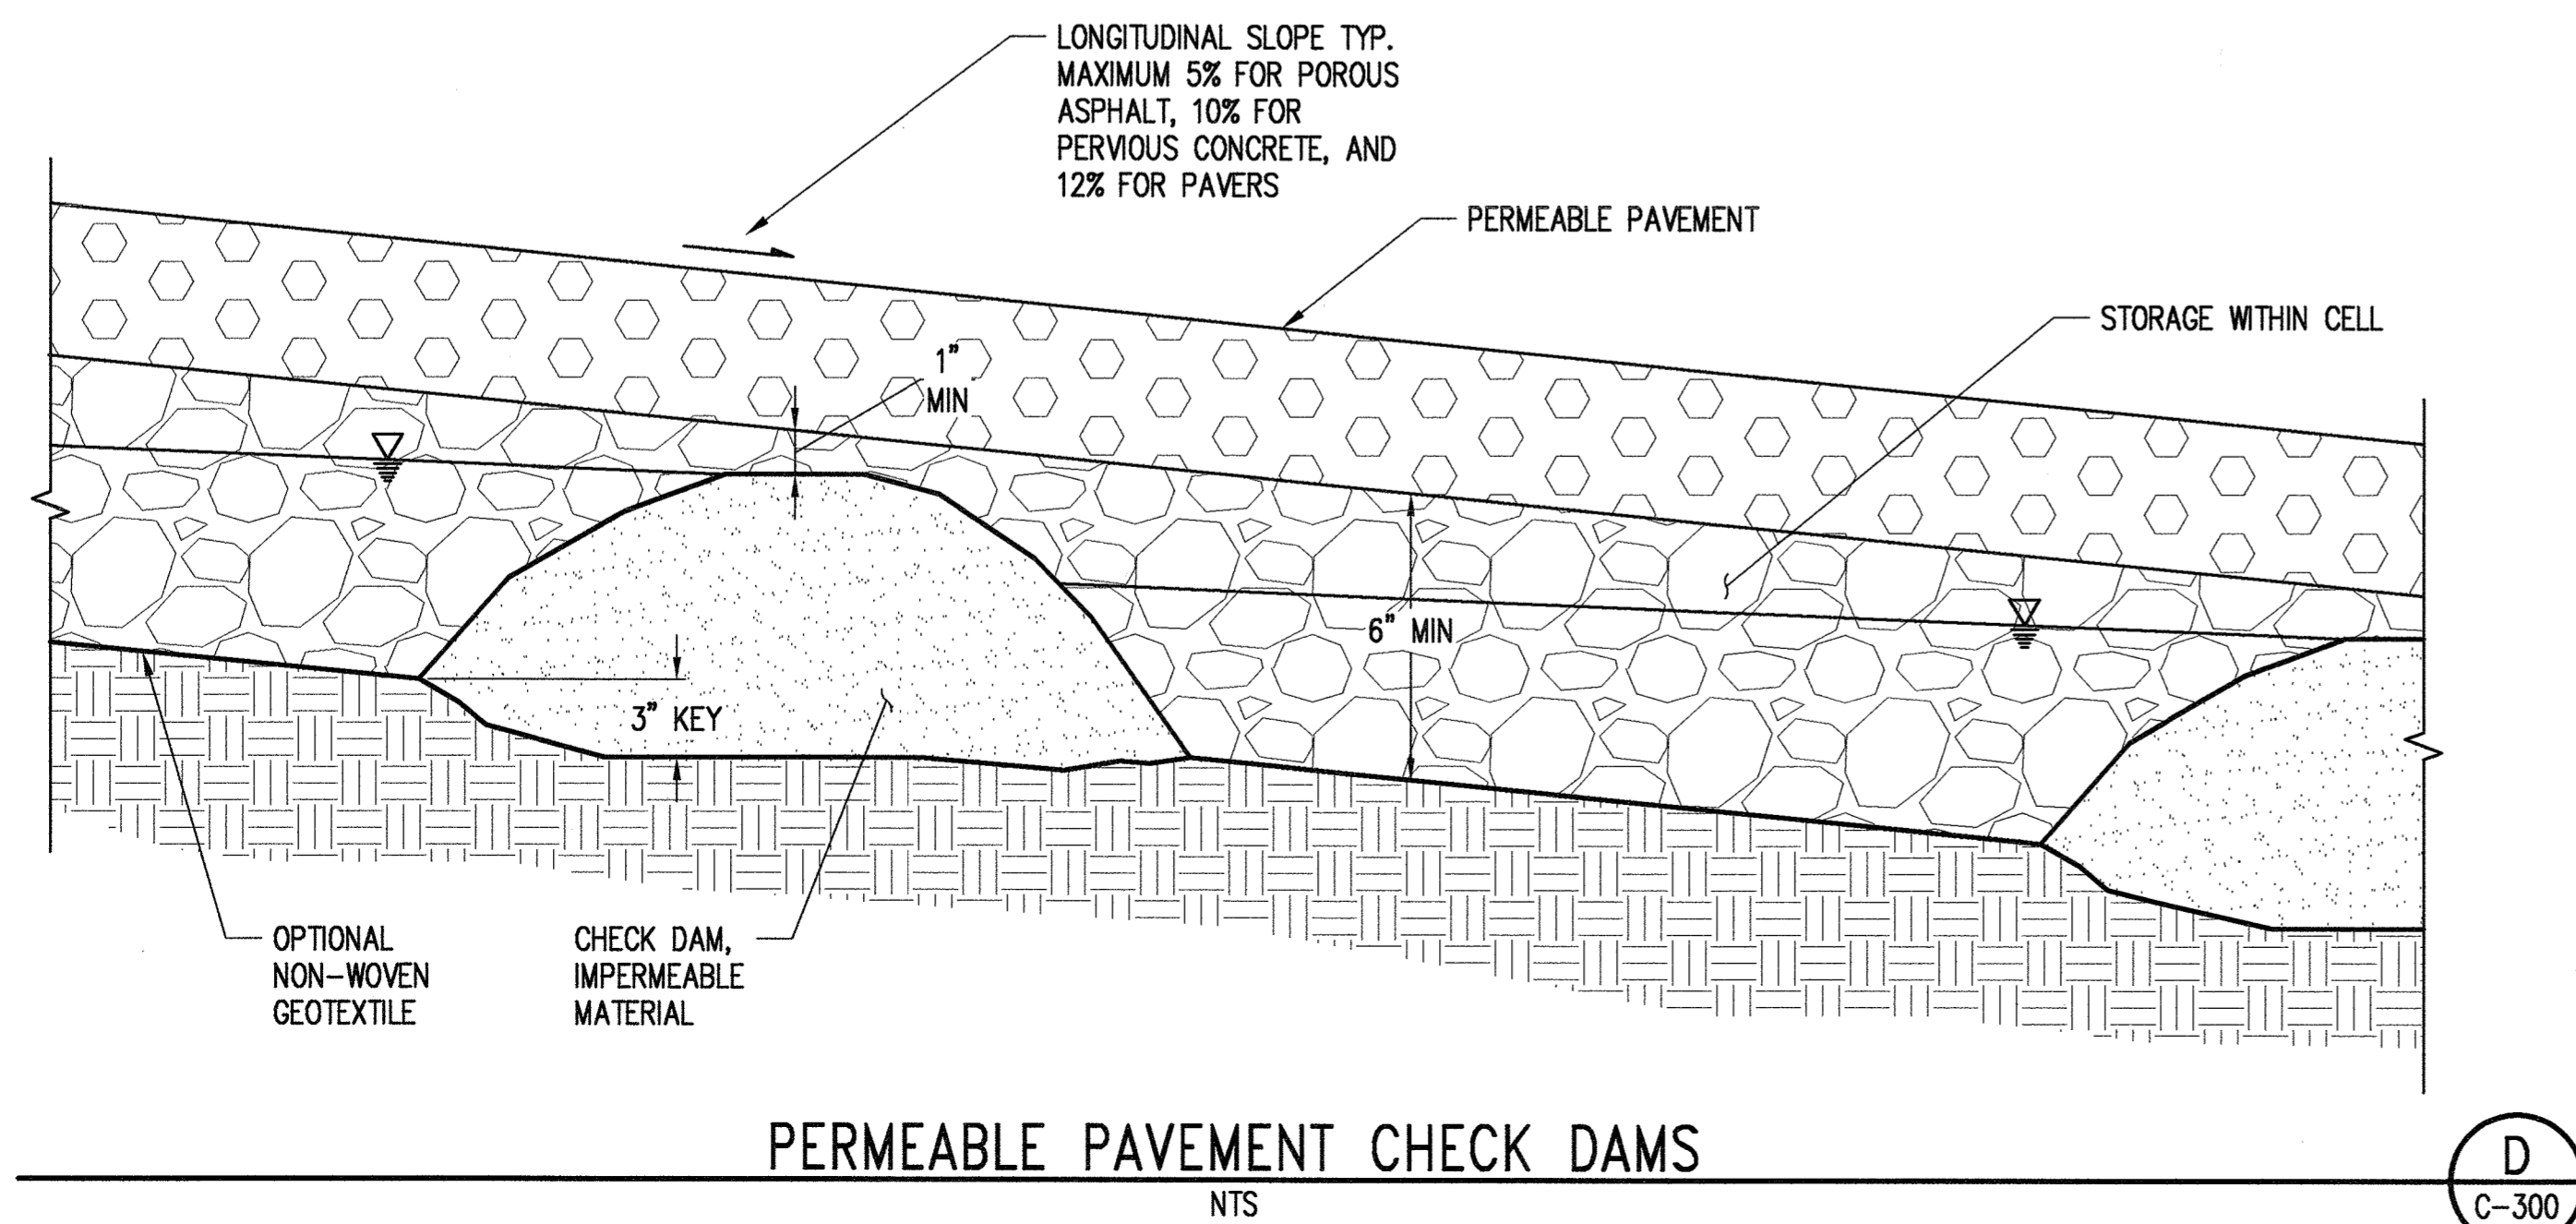 LONGITUDINAL SLOPE TYP.
MAXIMUM 5% FOR POROUS
ASPHALT, 10% FOR
PERVIOUS CONCRETE, AND
12% FOR PAVERS
PERMEABLE PAVEMENT
STORAGE WITHIN CELL
1"
MIN
6" MIN
3" KEY
OPTIONAL
NON-WOVEN
GEOTEXTILE
CHECK DAM,
IMPERMEABLE
MATERIAL
PERMEABLE PAVEMENT CHECK DAMS
NTS
D
C-300